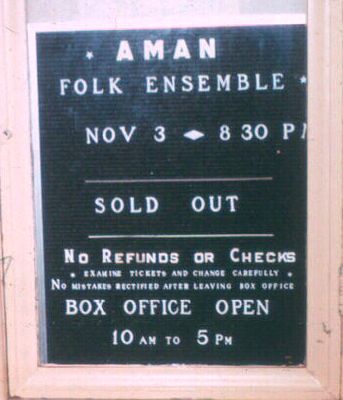 AMAN
FOLK ENSEMBLE
NOV 3 8 30 P
SOLD OUT
NO REFUNDS OR CHECKS
EXAMINE TICKETS AND CHANGE CAREFULLY
NO MISTAKES RECTIFIED AFTER LEAVING BOX OFFICE
BOX OFFICE OPEN
10 AM TO 5 PM